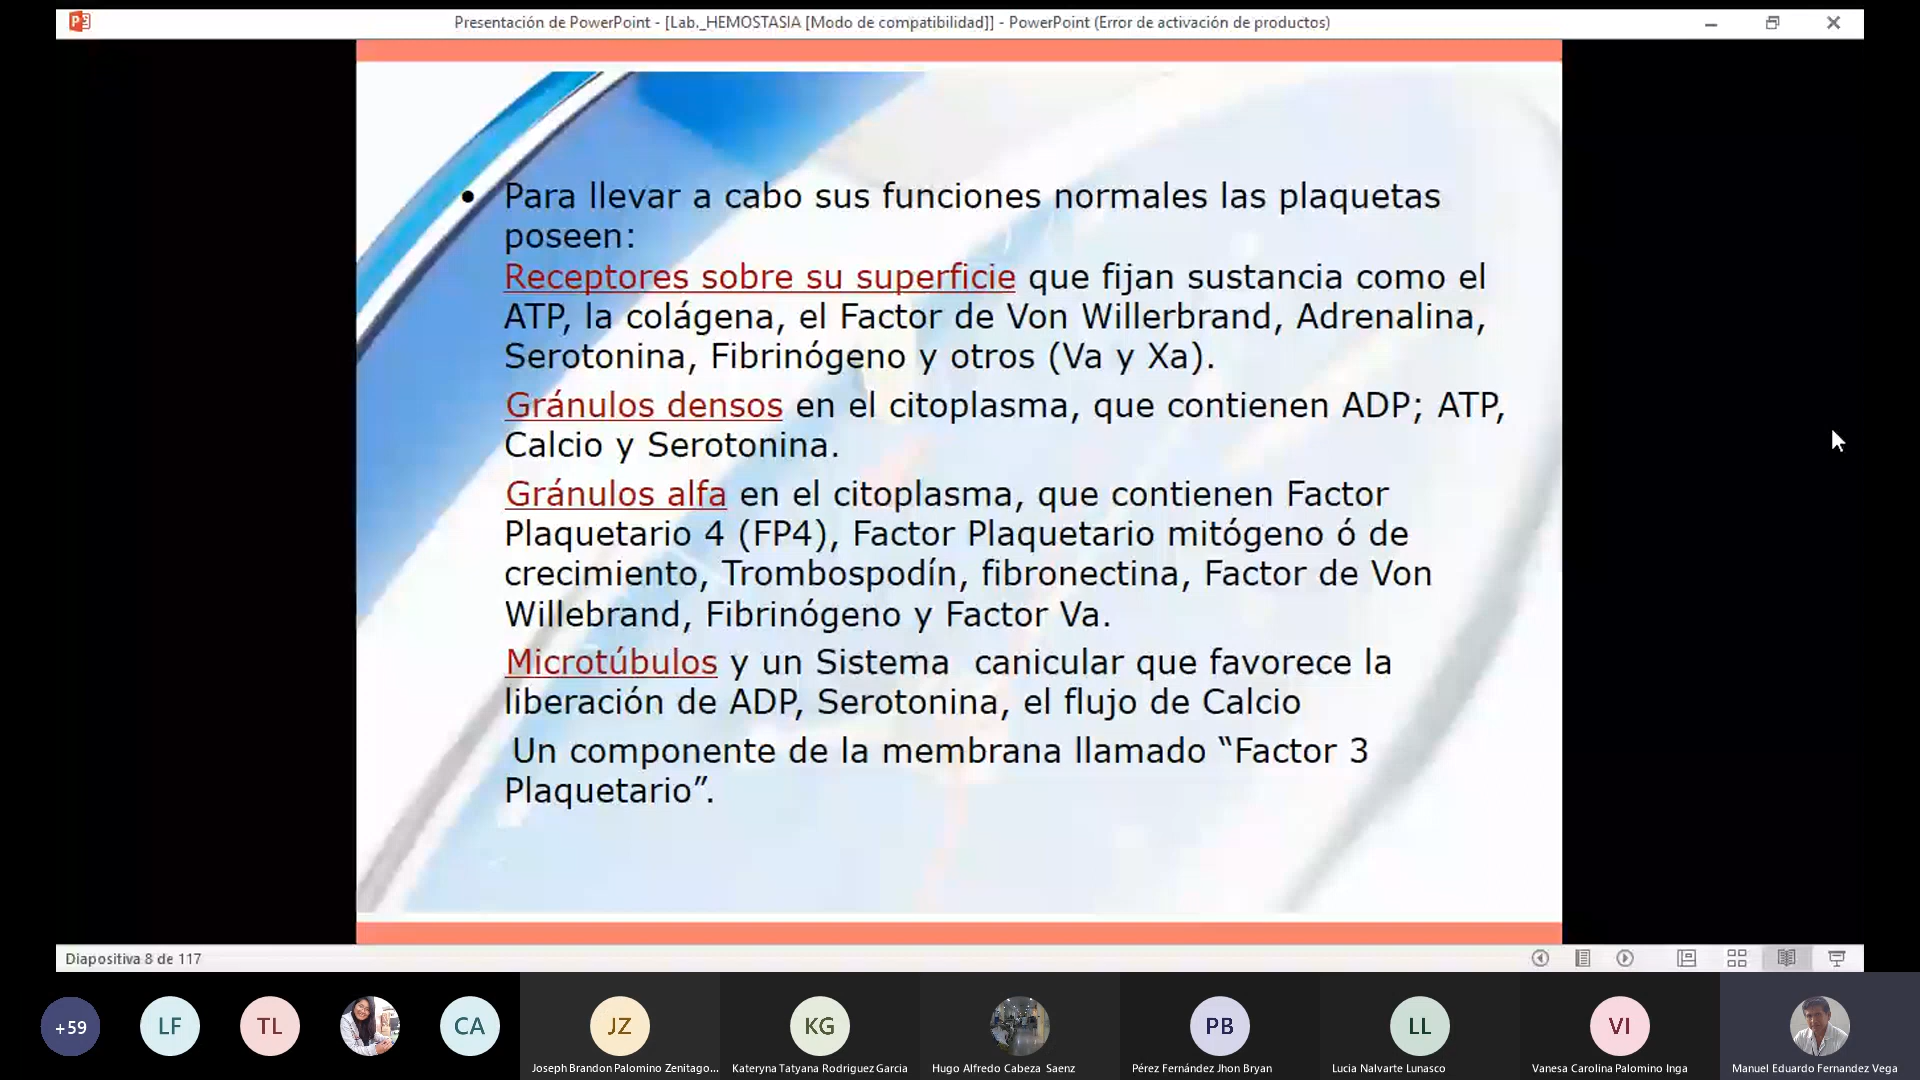 Presentación de PowerPoint - [Lab._HEMOSTASIA [Modo de compatibilidad]] - PowerPoint (Error de activación de productos)
• Para llevar a cabo sus funciones normales las plaquetas
poseen:
Receptores sobre su superficie que fijan sustancia como el
ATP, la colágena, el Factor de Von Willerbrand, Adrenalina,
Serotonina, Fibrinógeno y otros (Va y Xa).
Gránulos densos en el citoplasma, que contienen ADP; ATP,
Calcio y Serotonina.
Gránulos alfa en el citoplasma, que contienen Factor
Plaquetario 4 (FP4), Factor Plaquetario mitógeno ó de
crecimiento, Trombospodín, fibronectina, Factor de Von
Willebrand, Fibrinógeno y Factor Va.
Microtúbulos y un Sistema canicular que favorece la
liberación de ADP, Serotonina, el flujo de Calcio
Un componente de la membrana llamado “Factor 3
Plaquetario”.
Diapositiva 8 de 117
+59 LF TL CA JZ KG PB LL VI
Joseph Brandon Palomino Zenitago... Kateryna Tatyana Rodriguez Garcia Hugo Alfredo Cabeza Saenz Pérez Fernández Jhon Bryan Lucia Nalvarte Lunasco Vanesa Carolina Palomino Inga Manuel Eduardo Fernandez Vega